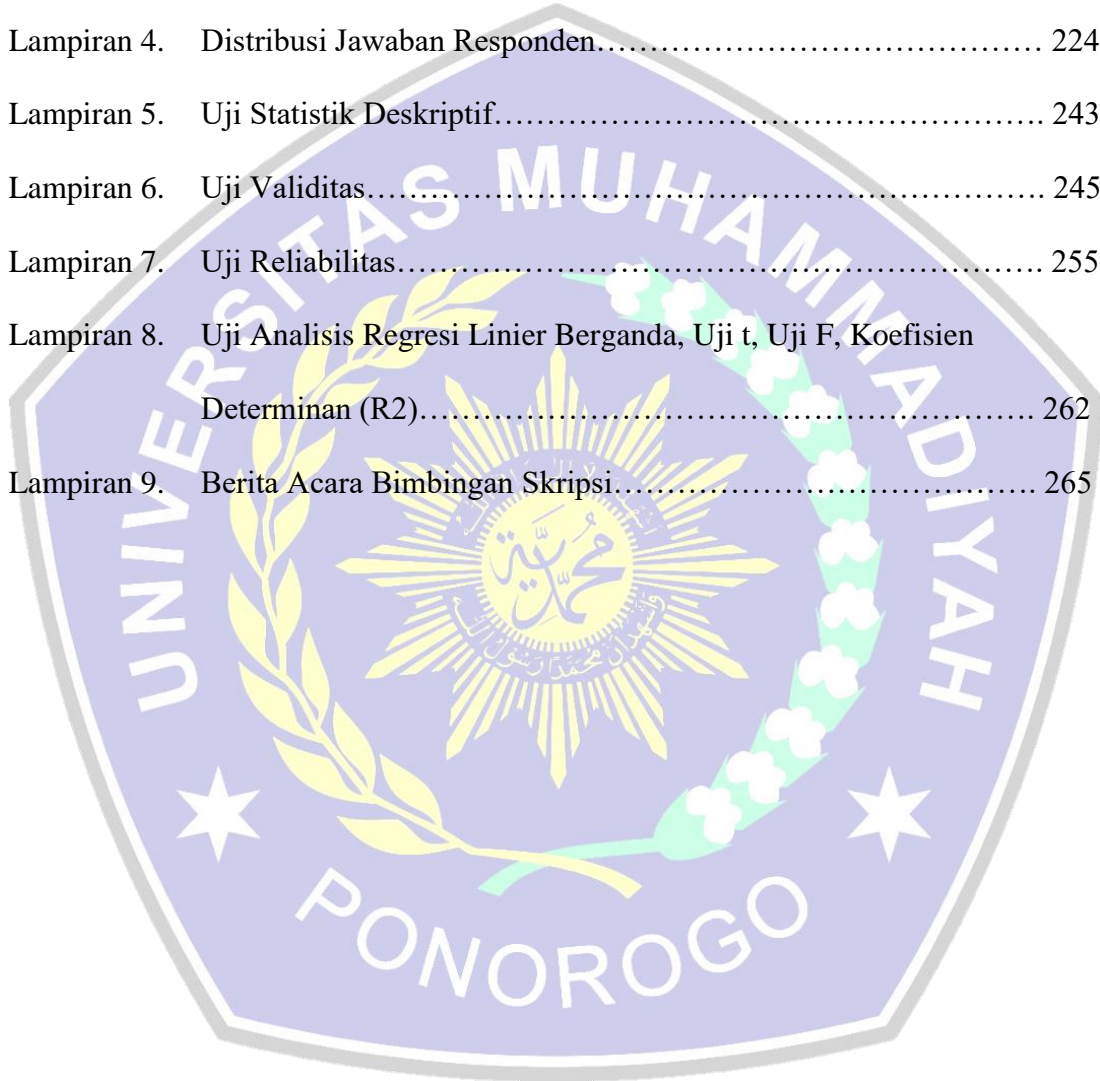 Lampiran 4. Distribusi Jawaban Responden…………………………………… 224
Lampiran 5. Uji Statistik Deskriptif……………………………………………. 243
Lampiran 6. Uji Validitas………………………………………………………. 245
Lampiran 7. Uji Reliabilitas……………………………………………………. 255
Lampiran 8. Uji Analisis Regresi Linier Berganda, Uji t, Uji F, Koefisien
Determinan (R2)…………………………………………………. 262
Lampiran 9. Berita Acara Bimbingan Skripsi…………………………………. 265
UNIVERSITAS MUHAMMADIYAH
محمدية
PONOROGO